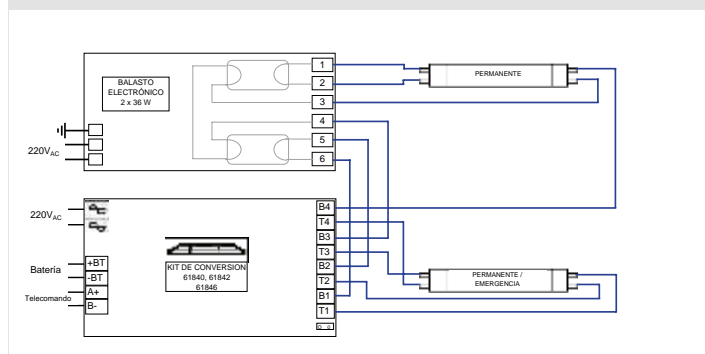 BALASTO
ELECTRÓNICO
2 x 36 W
1
2
3
4
5
6
220VAC
PERMANENTE
220VAC
Batería
Telecomando
+BT
-BT
A+
B-
KIT DE CONVERSION
61840, 61842
61846
B4
T4
B3
T3
B2
T2
B1
T1
PERMANENTE /
EMERGENCIA